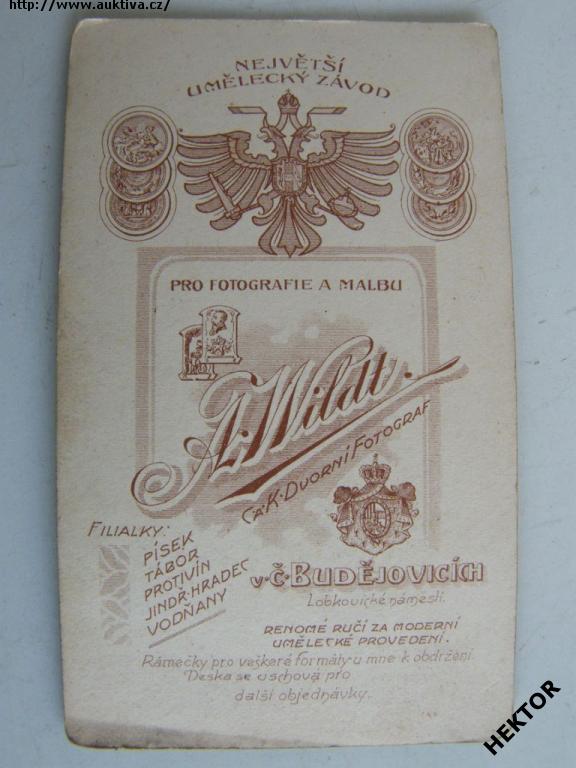 http://www.auktiva.cz/
NEJVĚTŠÍ
UMĚLECKÝ ZÁVOD
PRO FOTOGRAFIE A MALBU
A. Wildt.
C. A K. DVORNÍ FOTOGRAF
FILIALKY:
PÍSEK
TÁBOR
PROTIVÍN
JINDŘ. HRADEC
VODŇANY
V Č. BUDĚJOVICÍCH
Lobkovické náměstí.
RENOMÉ RUČÍ ZA MODERNÍ
UMĚLECKÉ PROVEDENÍ.
Rámečky pro veškeré formáty u mne k obdržení
Deska se uschova pro
další objednávky.
HEKTOR